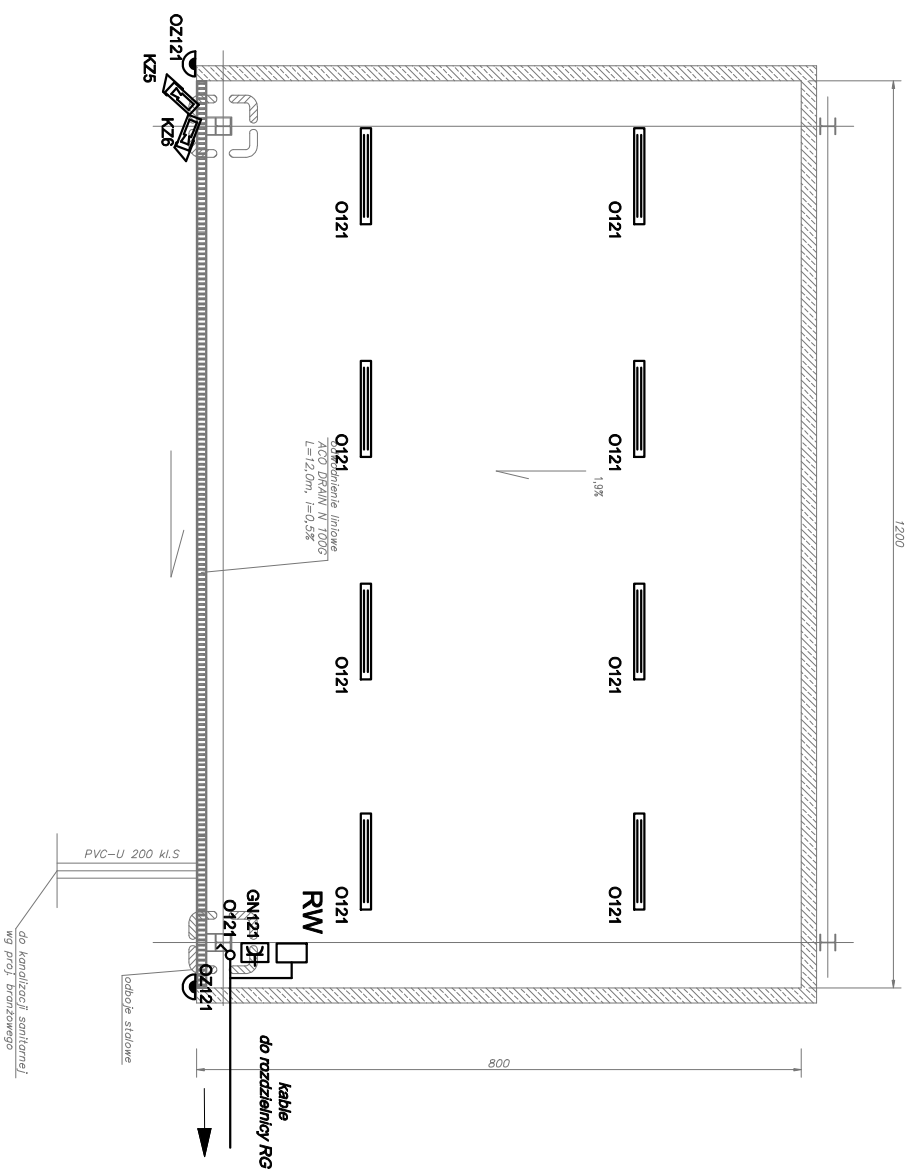 OZ121
KZ5
KZ6
O121
O121
O121
O121
O121
O121
O121
O121
odwodnienie liniowe
ACO DRAIN N 100G
L=12,0m, i=0,5%
1,9%
1200
800
PVC-U 200 kl.S
do kanalizacji sanitarnej
wg proj. branżowego
odboje stalowe
OZ121
O121
GN121
RW
kable
do rozdzielnicy RG